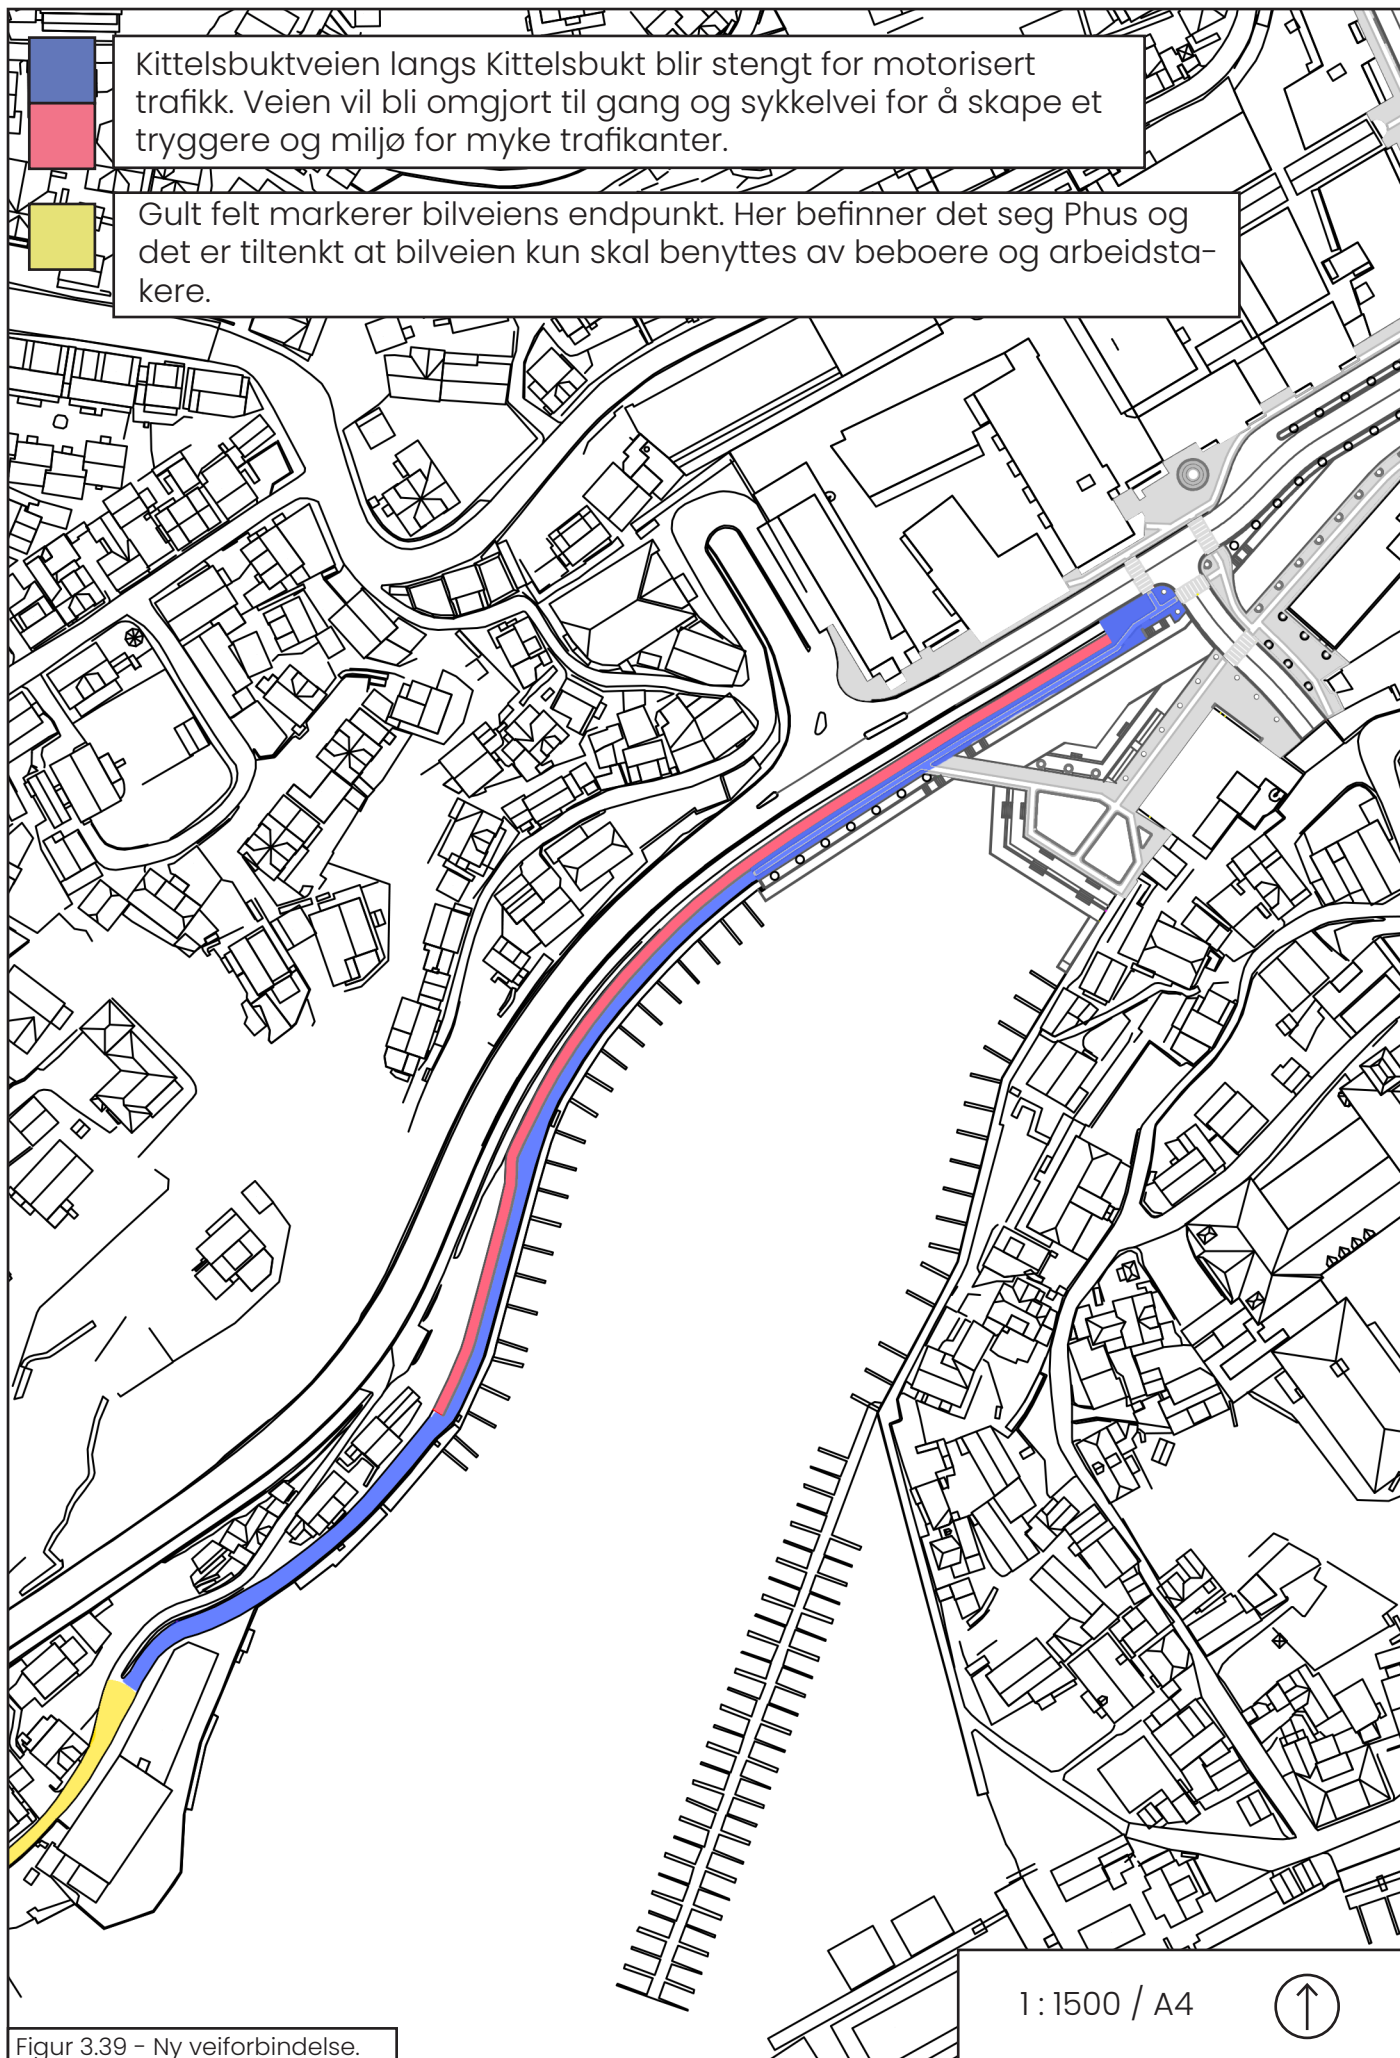 Kittelsbuktveien langs Kittelsbukt blir stengt for motorisert
trafikk. Veien vil bli omgjort til gang og sykkelvei for å skape et
tryggere og miljø for myke trafikanter.
Gult felt markerer bilveiens endpunkt. Her befinner det seg Phus og
det er tiltenkt at bilveien kun skal benyttes av beboere og arbeidsta-
kere.
1 : 1500 / A4
Figur 3.39 - Ny veiforbindelse.